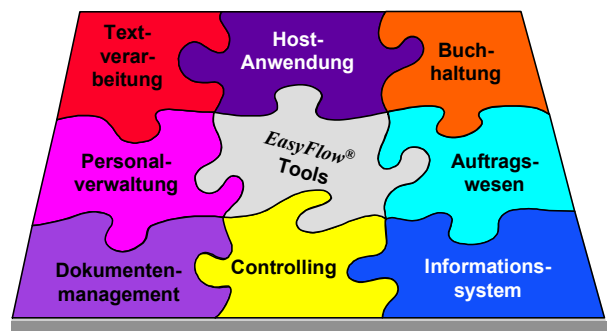 Text-
verar-
beitung
Host-
Anwendung
Buch-
haltung
Personal-
verwaltung
EasyFlow®
Tools
Auftrags-
wesen
Dokumenten-
management
Controlling
Informations-
system